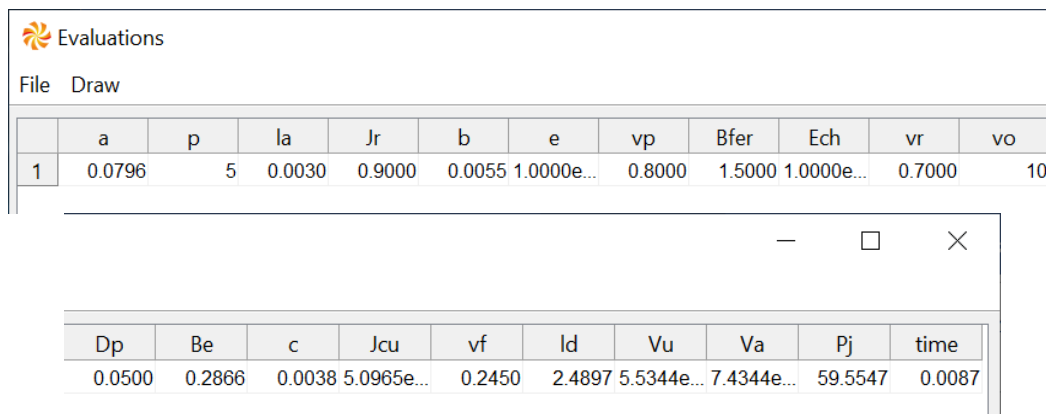 Evaluations
File Draw
a p la Jr b e vp Bfer Ech vr vo
1 0.0796 5 0.0030 0.9000 0.0055 1.0000e... 0.8000 1.5000 1.0000e... 0.7000 10
Dp Be c Jcu vf ld Vu Va Pj time
0.0500 0.2866 0.0038 5.0965e... 0.2450 2.4897 5.5344e... 7.4344e... 59.5547 0.0087